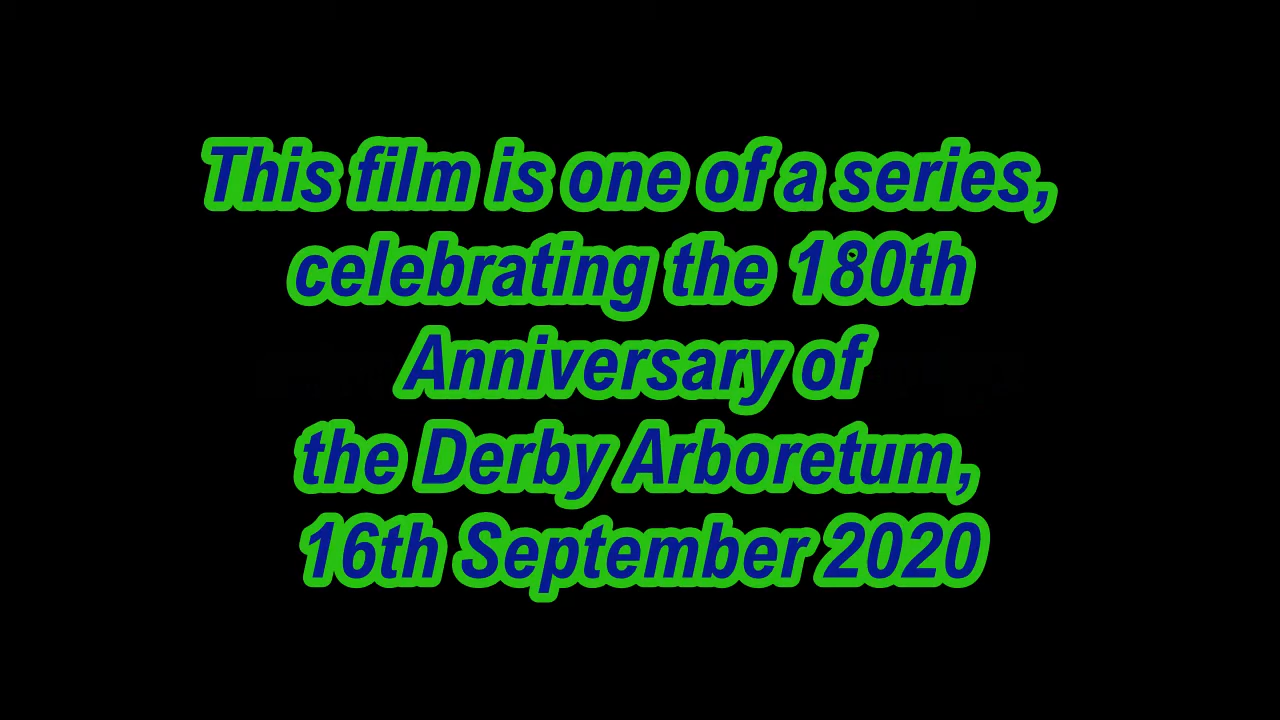 This film is one of a series,
celebrating the 180th
Anniversary of
the Derby Arboretum,
16th September 2020